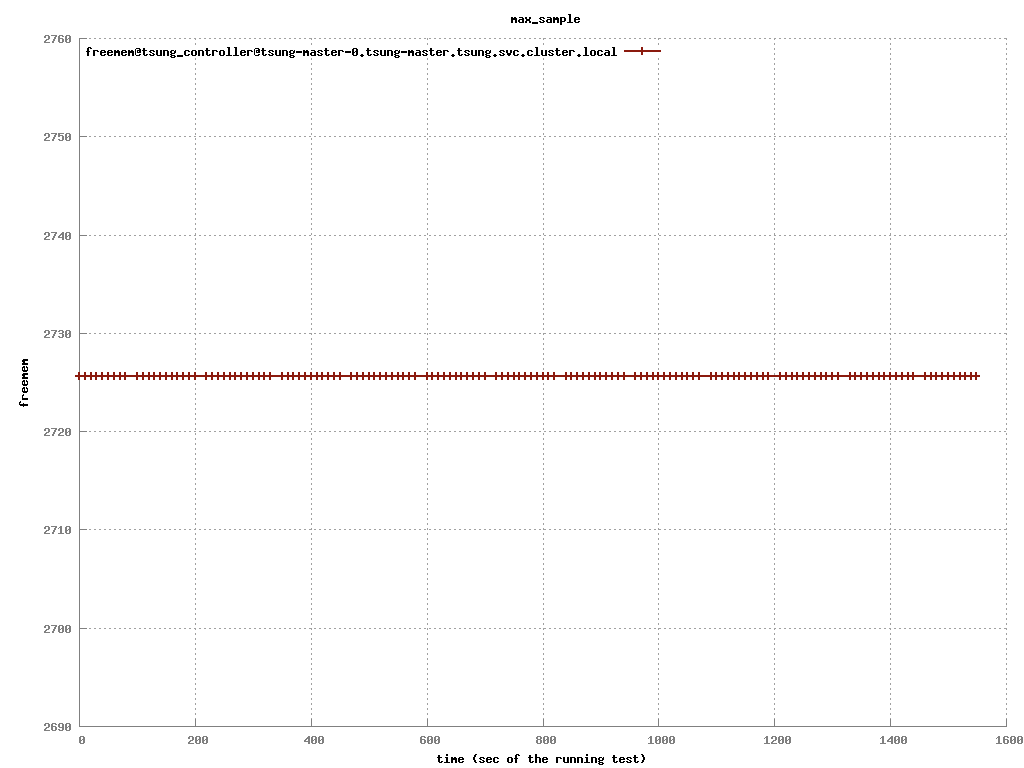 max_sample
2760
freemem@tsung_controller@tsung-master-0.tsung-master.tsung.svc.cluster.local
2750
2740
2730
freemem
2720
2710
2700
2690
0 200 400 600 800 1000 1200 1400 1600
time (sec of the running test)